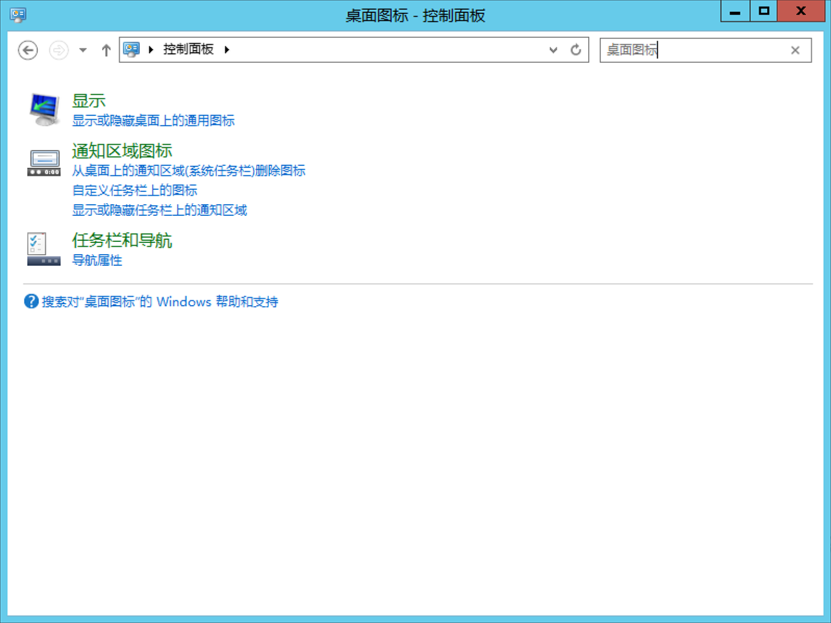 桌面图标 - 控制面板
控制面板
桌面图标
显示
显示或隐藏桌面上的通用图标
通知区域图标
从桌面上的通知区域(系统任务栏)删除图标
自定义任务栏上的图标
显示或隐藏任务栏上的通知区域
任务栏和导航
导航属性
搜索对"桌面图标"的 Windows 帮助和支持